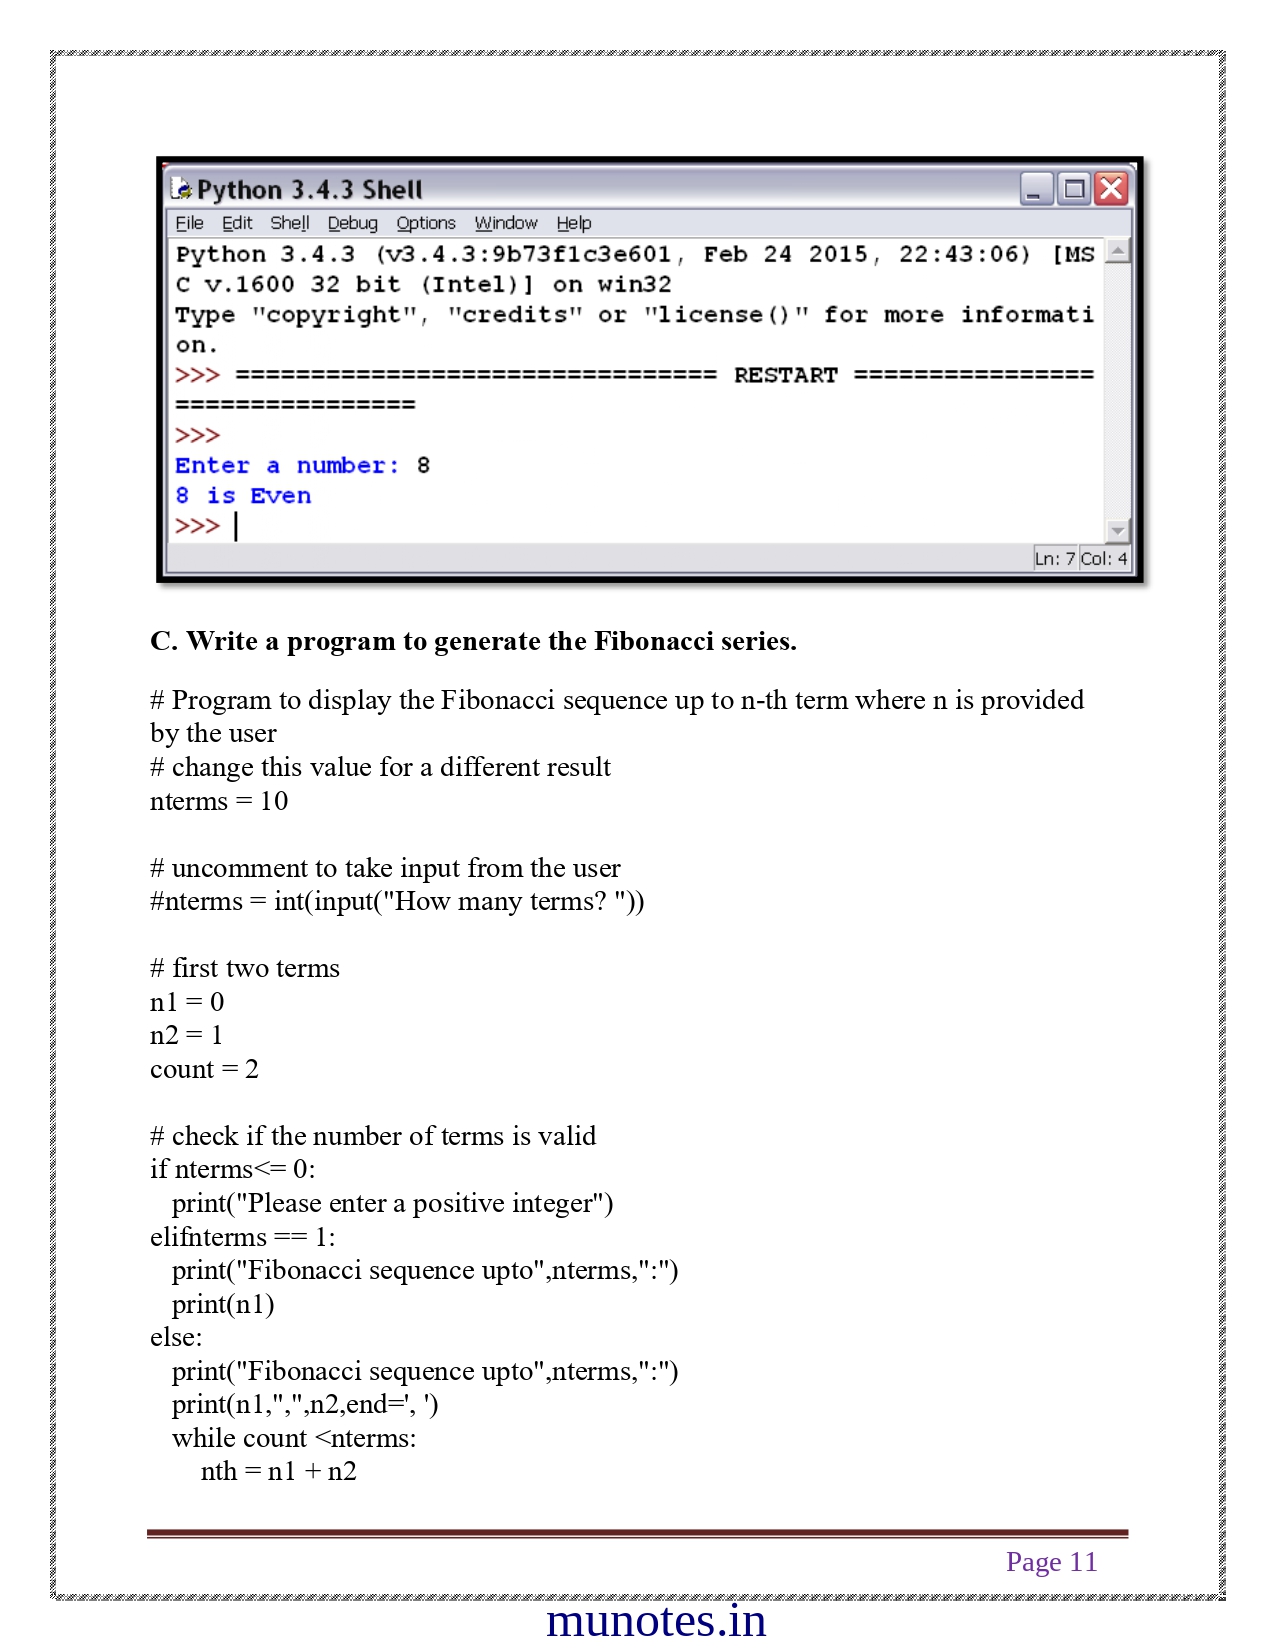 Python 3.4.3 Shell
File Edit Shell Debug Options Window Help
Python 3.4.3 (v3.4.3:9b73f1c3e601, Feb 24 2015, 22:43:06) [MS
C v.1600 32 bit (Intel)] on win32
Type "copyright", "credits" or "license()" for more informati
on.
>>> ================================ RESTART ================
================
>>>
Enter a number: 8
8 is Even
>>>
Ln: 7 Col: 4
C. Write a program to generate the Fibonacci series.
# Program to display the Fibonacci sequence up to n-th term where n is provided
by the user
# change this value for a different result
nterms = 10
# uncomment to take input from the user
#nterms = int(input("How many terms? "))
# first two terms
n1 = 0
n2 = 1
count = 2
# check if the number of terms is valid
if nterms<= 0:
print("Please enter a positive integer")
elifnterms == 1:
print("Fibonacci sequence upto",nterms,":")
print(n1)
else:
print("Fibonacci sequence upto",nterms,":")
print(n1,",",n2,end=', ')
while count <nterms:
nth = n1 + n2
Page 11
munotes.in